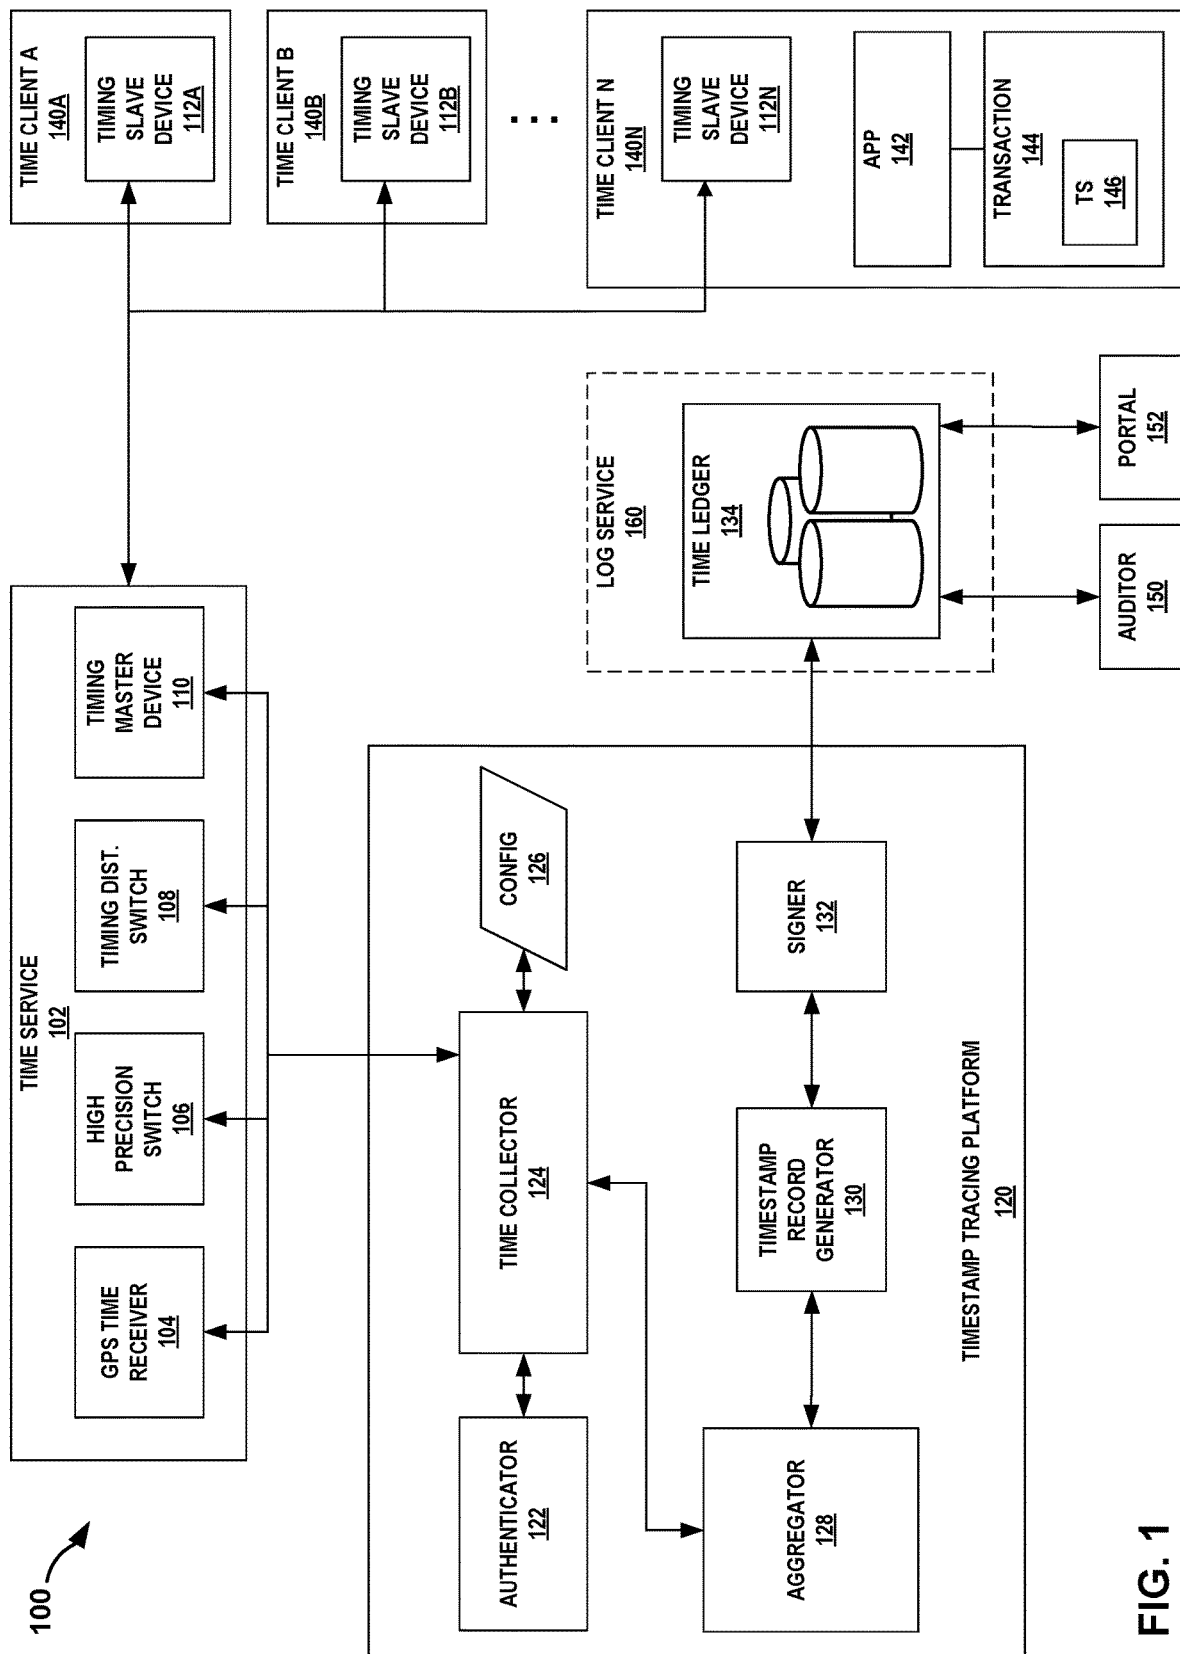 100
TIME SERVICE
102
GPS TIME
RECEIVER
104
HIGH
PRECISION
SWITCH
106
TIMING DIST.
SWITCH
108
TIMING
MASTER
DEVICE
110
TIME CLIENT A
140A
TIMING
SLAVE
DEVICE
112A
TIME CLIENT B
140B
TIMING
SLAVE
DEVICE
112B
...
TIME CLIENT N
140N
TIMING
SLAVE
DEVICE
112N
APP
142
TRANSACTION
144
TS
146
AUTHENTICATOR
122
TIME COLLECTOR
124
CONFIG
126
AGGREGATOR
128
TIMESTAMP
RECORD
GENERATOR
130
SIGNER
132
TIMESTAMP TRACING PLATFORM
120
LOG SERVICE
160
TIME LEDGER
134
AUDITOR
150
PORTAL
152
FIG. 1